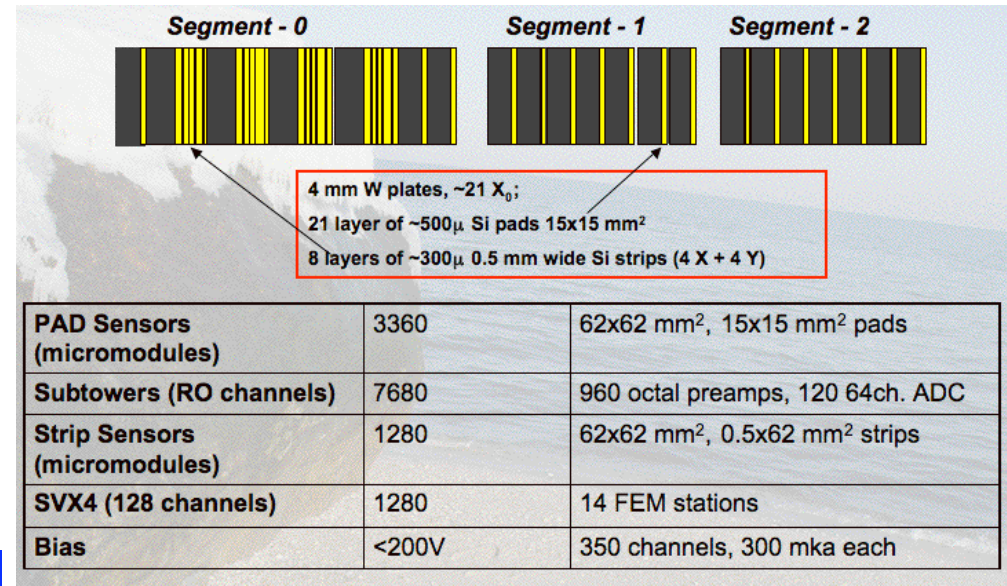 Segment - 0 Segment - 1 Segment - 2
4 mm W plates, ~21 X₀;
21 layer of ~500μ Si pads 15x15 mm²
8 layers of ~300μ 0.5 mm wide Si strips (4 X + 4 Y)
PAD Sensors
(micromodules) 3360 62x62 mm², 15x15 mm² pads
Subtowers (RO channels) 7680 960 octal preamps, 120 64ch. ADC
Strip Sensors
(micromodules) 1280 62x62 mm², 0.5x62 mm² strips
SVX4 (128 channels) 1280 14 FEM stations
Bias <200V 350 channels, 300 mka each